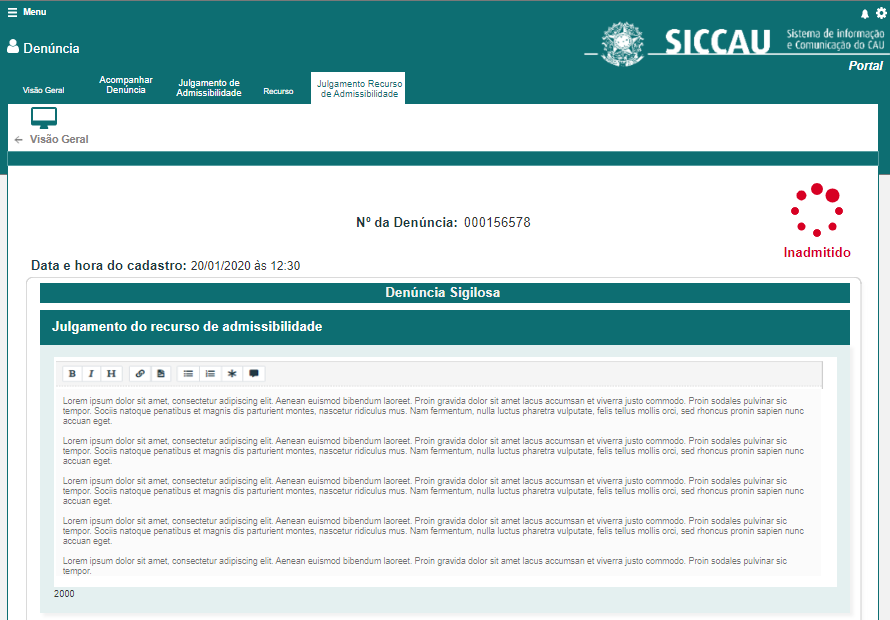 Menu
Denúncia
SICCAU
Sistema de informação
e Comunicação do CAU
Portal
Visão Geral
Acompanhar
Denúncia
Julgamento de
Admissibilidade
Recurso
Julgamento Recurso
de Admissibilidade
Visão Geral
Nº da Denúncia: 000156578
Inadmitido
Data e hora do cadastro: 20/01/2020 às 12:30
Denúncia Sigilosa
Julgamento do recurso de admissibilidade
B I H
Lorem ipsum dolor sit amet, consectetur adipiscing elit. Aenean euismod bibendum laoreet. Proin gravida dolor sit amet lacus accumsan et viverra justo commodo. Proin sodales pulvinar sic
tempor. Sociis natoque penatibus et magnis dis parturient montes, nascetur ridiculus mus. Nam fermentum, nulla luctus pharetra vulputate, felis tellus mollis orci, sed rhoncus pronin sapien nunc
accuan eget.
Lorem ipsum dolor sit amet, consectetur adipiscing elit. Aenean euismod bibendum laoreet. Proin gravida dolor sit amet lacus accumsan et viverra justo commodo. Proin sodales pulvinar sic
tempor. Sociis natoque penatibus et magnis dis parturient montes, nascetur ridiculus mus. Nam fermentum, nulla luctus pharetra vulputate, felis tellus mollis orci, sed rhoncus pronin sapien nunc
accuan eget.
Lorem ipsum dolor sit amet, consectetur adipiscing elit. Aenean euismod bibendum laoreet. Proin gravida dolor sit amet lacus accumsan et viverra justo commodo. Proin sodales pulvinar sic
tempor. Sociis natoque penatibus et magnis dis parturient montes, nascetur ridiculus mus. Nam fermentum, nulla luctus pharetra vulputate, felis tellus mollis orci, sed rhoncus pronin sapien nunc
accuan eget.
Lorem ipsum dolor sit amet, consectetur adipiscing elit. Aenean euismod bibendum laoreet. Proin gravida dolor sit amet lacus accumsan et viverra justo commodo. Proin sodales pulvinar sic
tempor. Sociis natoque penatibus et magnis dis parturient montes, nascetur ridiculus mus. Nam fermentum, nulla luctus pharetra vulputate, felis tellus mollis orci, sed rhoncus pronin sapien nunc
accuan eget.
Lorem ipsum dolor sit amet, consectetur adipiscing elit. Aenean euismod bibendum laoreet. Proin gravida dolor sit amet lacus accumsan et viverra justo commodo. Proin sodales pulvinar sic
tempor.
2000